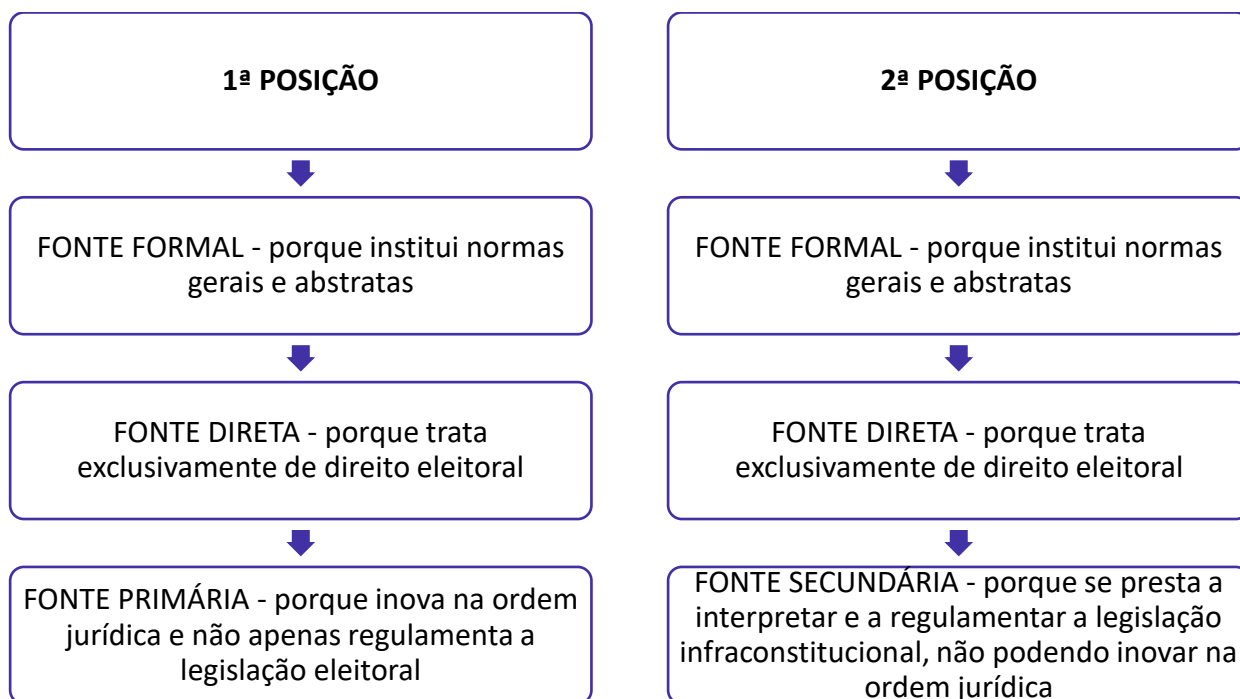 1ª POSIÇÃO
FONTE FORMAL - porque institui normas
gerais e abstratas
FONTE DIRETA - porque trata
exclusivamente de direito eleitoral
FONTE PRIMÁRIA - porque inova na ordem
jurídica e não apenas regulamenta a
legislação eleitoral
2ª POSIÇÃO
FONTE FORMAL - porque institui normas
gerais e abstratas
FONTE DIRETA - porque trata
exclusivamente de direito eleitoral
FONTE SECUNDÁRIA - porque se presta a
interpretar e a regulamentar a legislação
infraconstitucional, não podendo inovar na
ordem jurídica